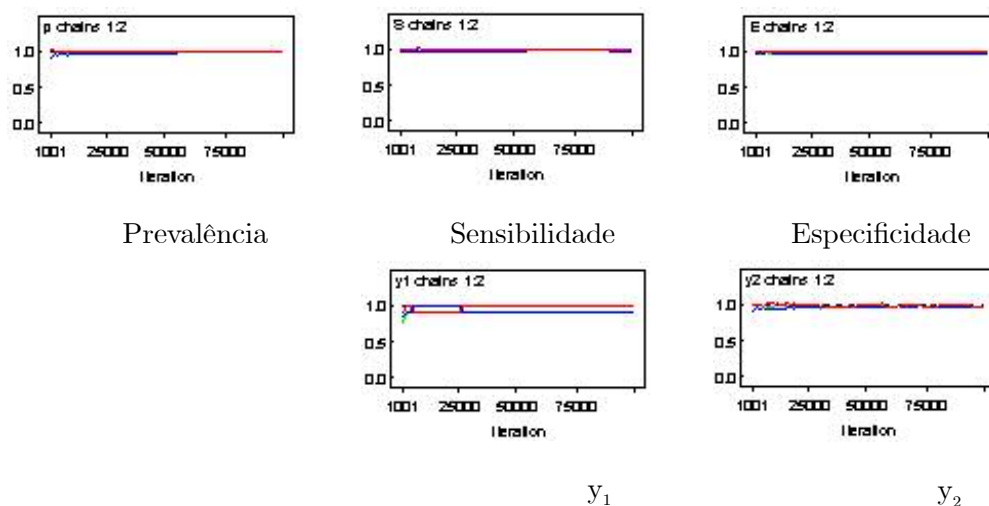 p chains 1:2
1.0
0.5
0.0
1001 25000 50000 75000
iteration
Prevalência
S chains 1:2
1.0
0.5
0.0
1001 25000 50000 75000
iteration
Sensibilidade
E chains 1:2
1.0
0.5
0.0
1001 25000 50000 75000
iteration
Especificidade
y1 chains 1:2
1.0
0.5
0.0
1001 25000 50000 75000
iteration
y₁
y2 chains 1:2
1.0
0.5
0.0
1001 25000 50000 75000
iteration
y₂